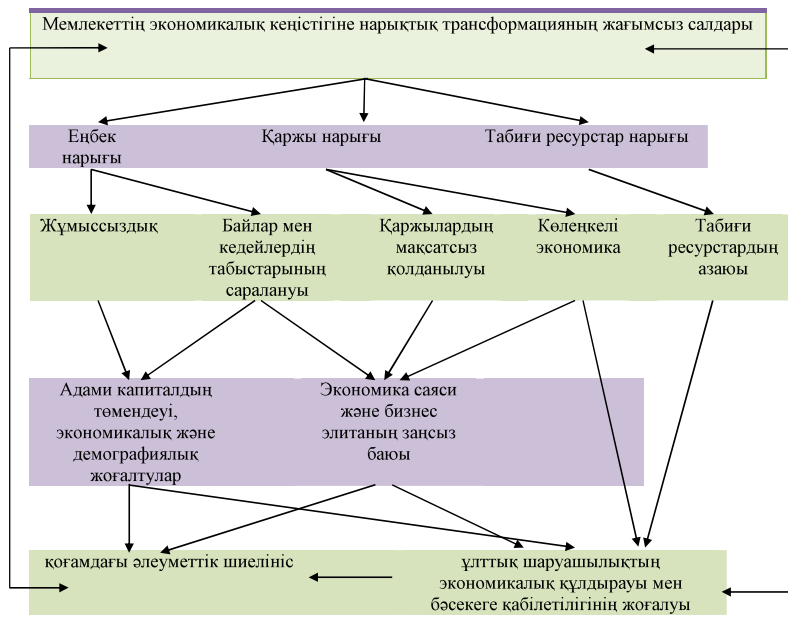 Мемлекеттің экономикалық кеңістігіне нарықтық трансформацияның жағымсыз салдары
Еңбек
нарығы
Қаржы нарығы
Табиғи ресурстар нарығы
Жұмыссыздық
Байлар мен
кедейлердің
табыстарының
саралануы
Қаржылардың
мақсатсыз
қолданылуы
Көлеңкелі
экономика
Табиғи
ресурстардың
азаюы
Адами капиталдың
төмендеуі,
экономикалық және
демографиялық
жоғалтулар
Экономика саяси
және бизнес
элитаның заңсыз
баюы
қоғамдағы әлеуметтік шиелініс
ұлттық шаруашылықтың
экономикалық құлдырауы мен
бәсекеге қабілетілігінің жоғалуы